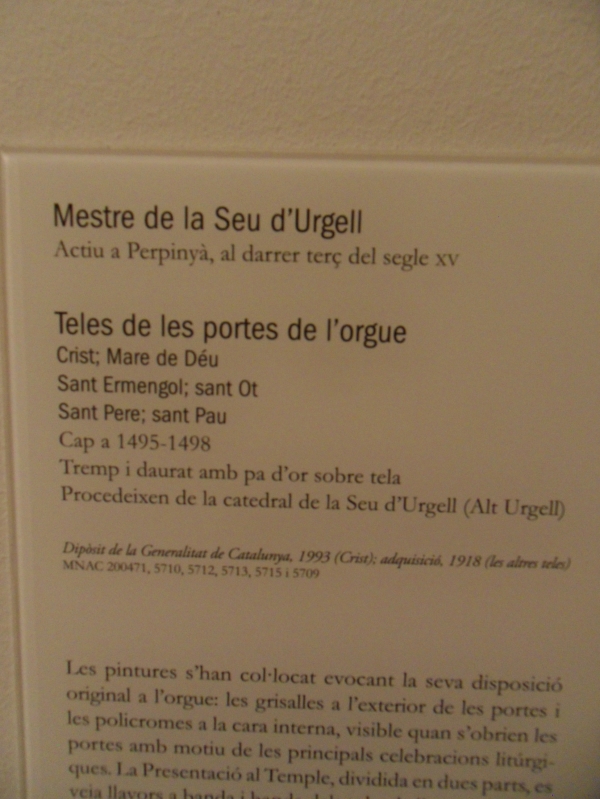 Mestre de la Seu d'Urgell
Actiu a Perpinyà, al darrer terç del segle XV
Teles de les portes de l'orgue
Crist; Mare de Déu
Sant Ermengol; sant Ot
Sant Pere; sant Pau
Cap a 1495-1498
Tremp i daurat amb pa d'or sobre tela
Procedeixen de la catedral de la Seu d'Urgell (Alt Urgell)
Dipòsit de la Generalitat de Catalunya, 1993 (Crist); adquisició, 1918 (les altres teles)
MNAC 200471, 5710, 5712, 5713, 5715 i 5709
Les pintures s'han col·locat evocant la seva disposició
original a l'orgue: les grisalles a l'exterior de les portes i
les policromes a la cara interna, visible quan s'obrien les
portes amb motiu de les principals celebracions litúrgi-
ques. La Presentació al Temple, dividida en dues parts, es
veia llavors a banda i banda